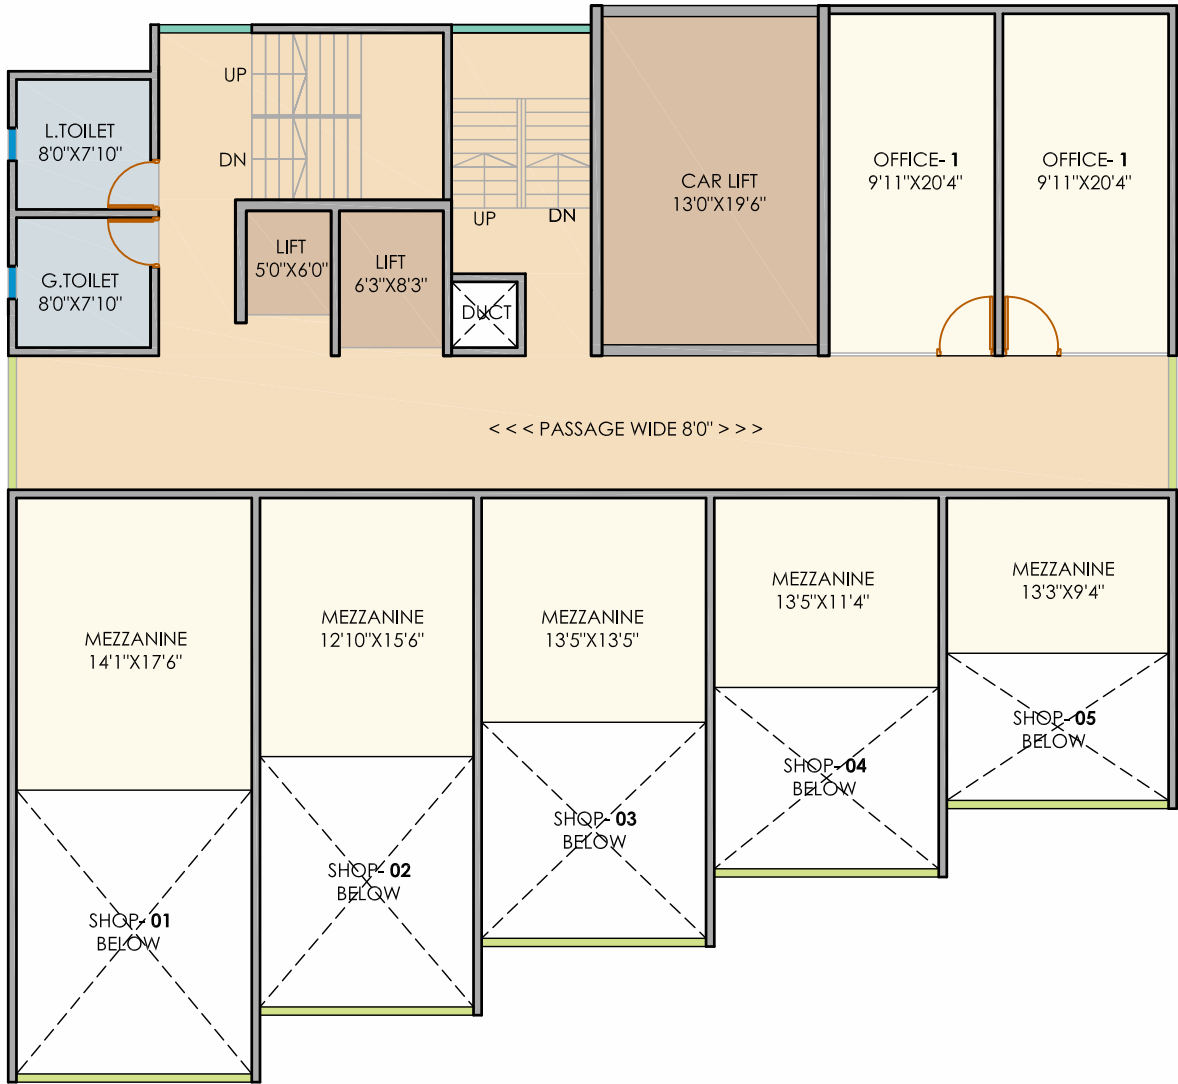 UP
DN
L.TOILET
8'0"X7'10"
G.TOILET
8'0"X7'10"
LIFT
5'0"X6'0"
LIFT
6'3"X8'3"
UP
DN
DUCT
CAR LIFT
13'0"X19'6"
OFFICE- 1
9'11"X20'4"
OFFICE- 1
9'11"X20'4"
< < < PASSAGE WIDE 8'0" > > >
MEZZANINE
14'1"X17'6"
MEZZANINE
12'10"X15'6"
MEZZANINE
13'5"X13'5"
MEZZANINE
13'5"X11'4"
MEZZANINE
13'3"X9'4"
SHOP- 01
BELOW
SHOP- 02
BELOW
SHOP- 03
BELOW
SHOP- 04
BELOW
SHOP- 05
BELOW